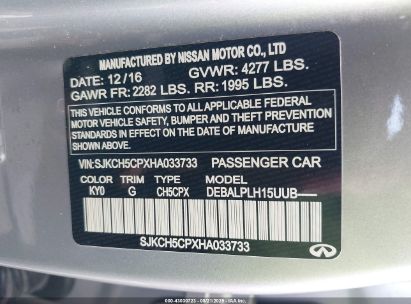 MANUFACTURED BY NISSAN MOTOR CO., LTD
DATE: 12/16 GVWR: 4277 LBS.
GAWR FR: 2282 LBS. RR: 1995 LBS.
THIS VEHICLE CONFORMS TO ALL APPLICABLE FEDERAL
MOTOR VEHICLE SAFETY, BUMPER AND THEFT PREVENTION
STANDARDS IN EFFECT ON THE DATE OF MANUFACTURE
SHOWN ABOVE.
VIN: SJKCH5CPXHA033733 PASSENGER CAR
COLOR TRIM TYPE MODEL
KY0 G CH5CPX DEBALPLH15UUB
SJKCH5CPXHA033733